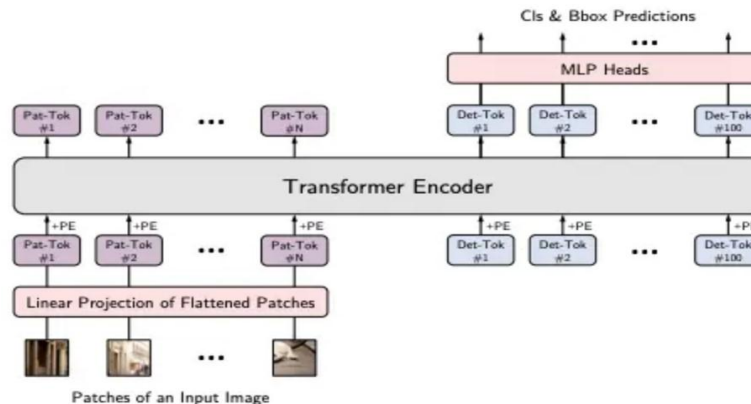 Cls & Bbox Predictions
...
MLP Heads
Pat-Tok #1 Pat-Tok #2 ... Pat-Tok #N Det-Tok #1 Det-Tok #2 ... Det-Tok #100
Transformer Encoder
+PE +PE +PE +PE +PE +PE
Pat-Tok #1 Pat-Tok #2 ... Pat-Tok #N Det-Tok #1 Det-Tok #2 ... Det-Tok #100
Linear Projection of Flattened Patches
...
Patches of an Input Image